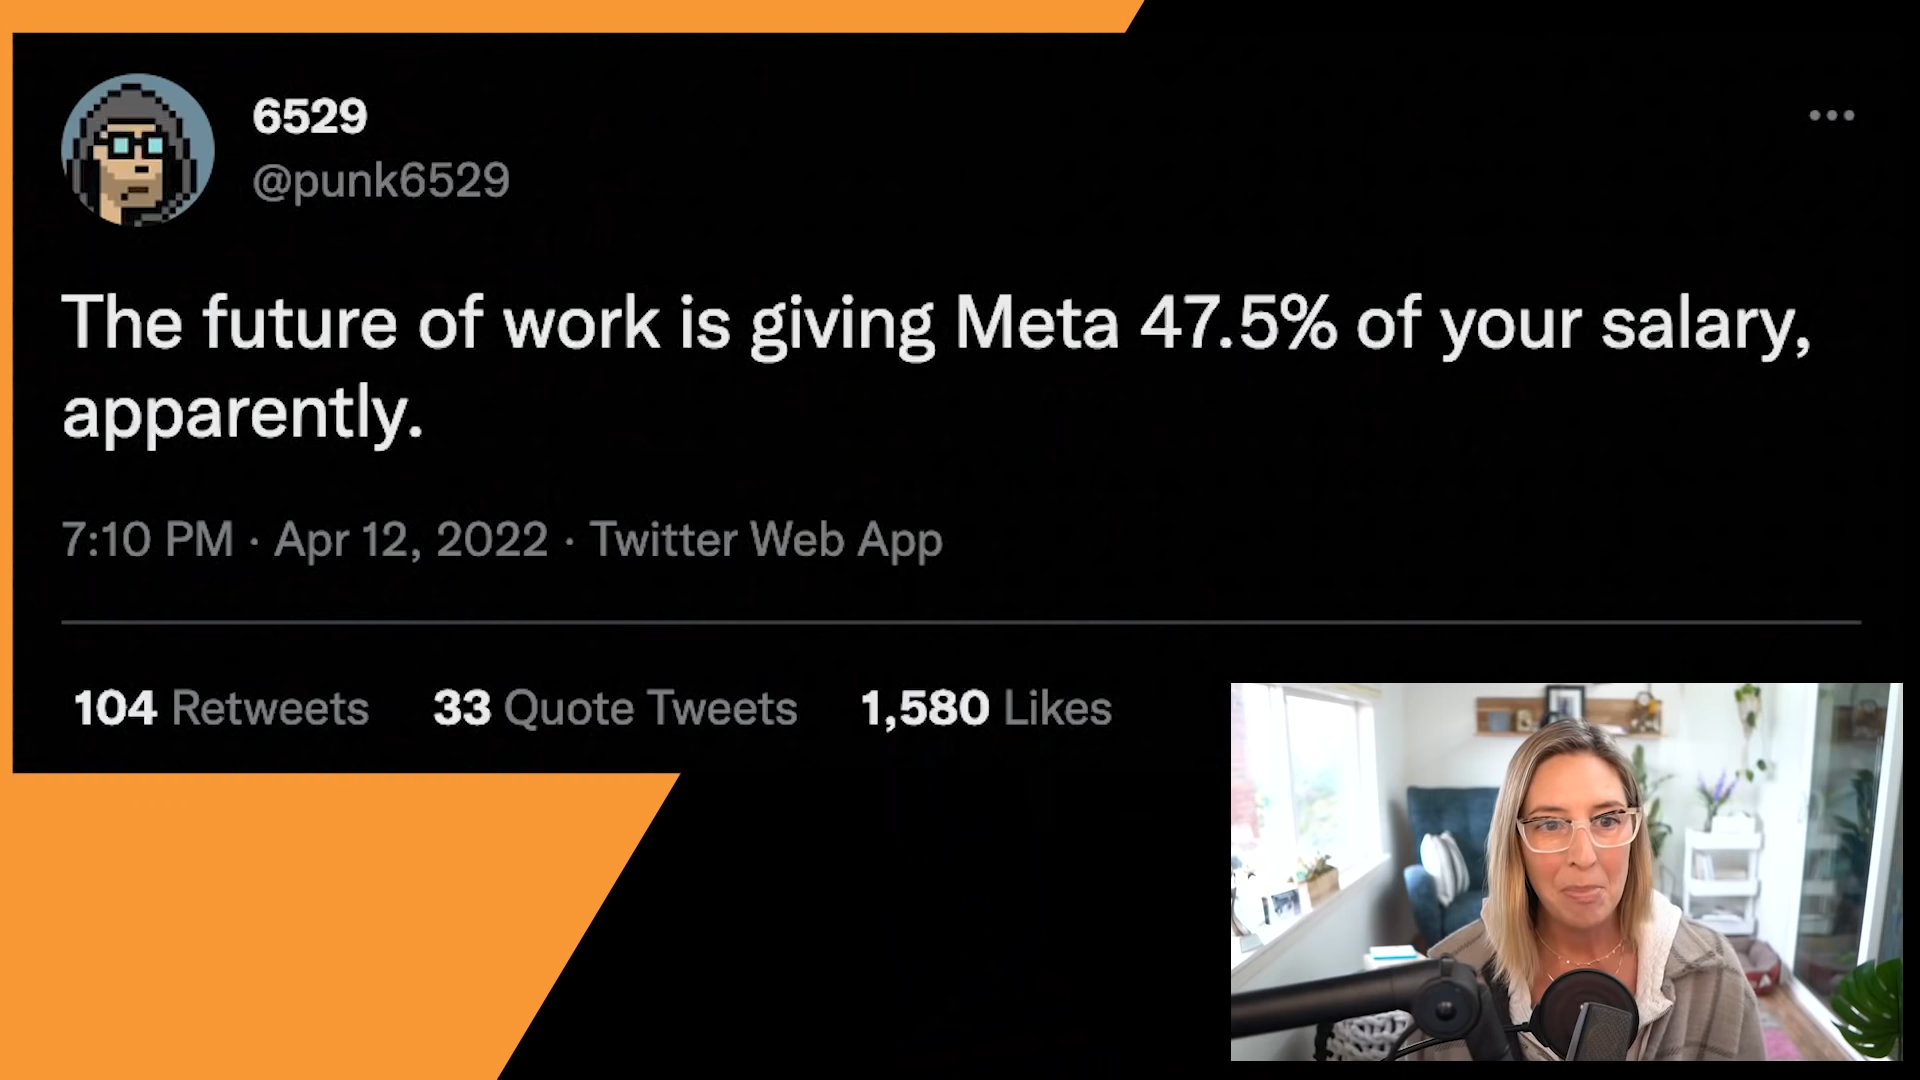 6529
@punk6529
The future of work is giving Meta 47.5% of your salary,
apparently.
7:10 PM · Apr 12, 2022 · Twitter Web App
104 Retweets 33 Quote Tweets 1,580 Likes